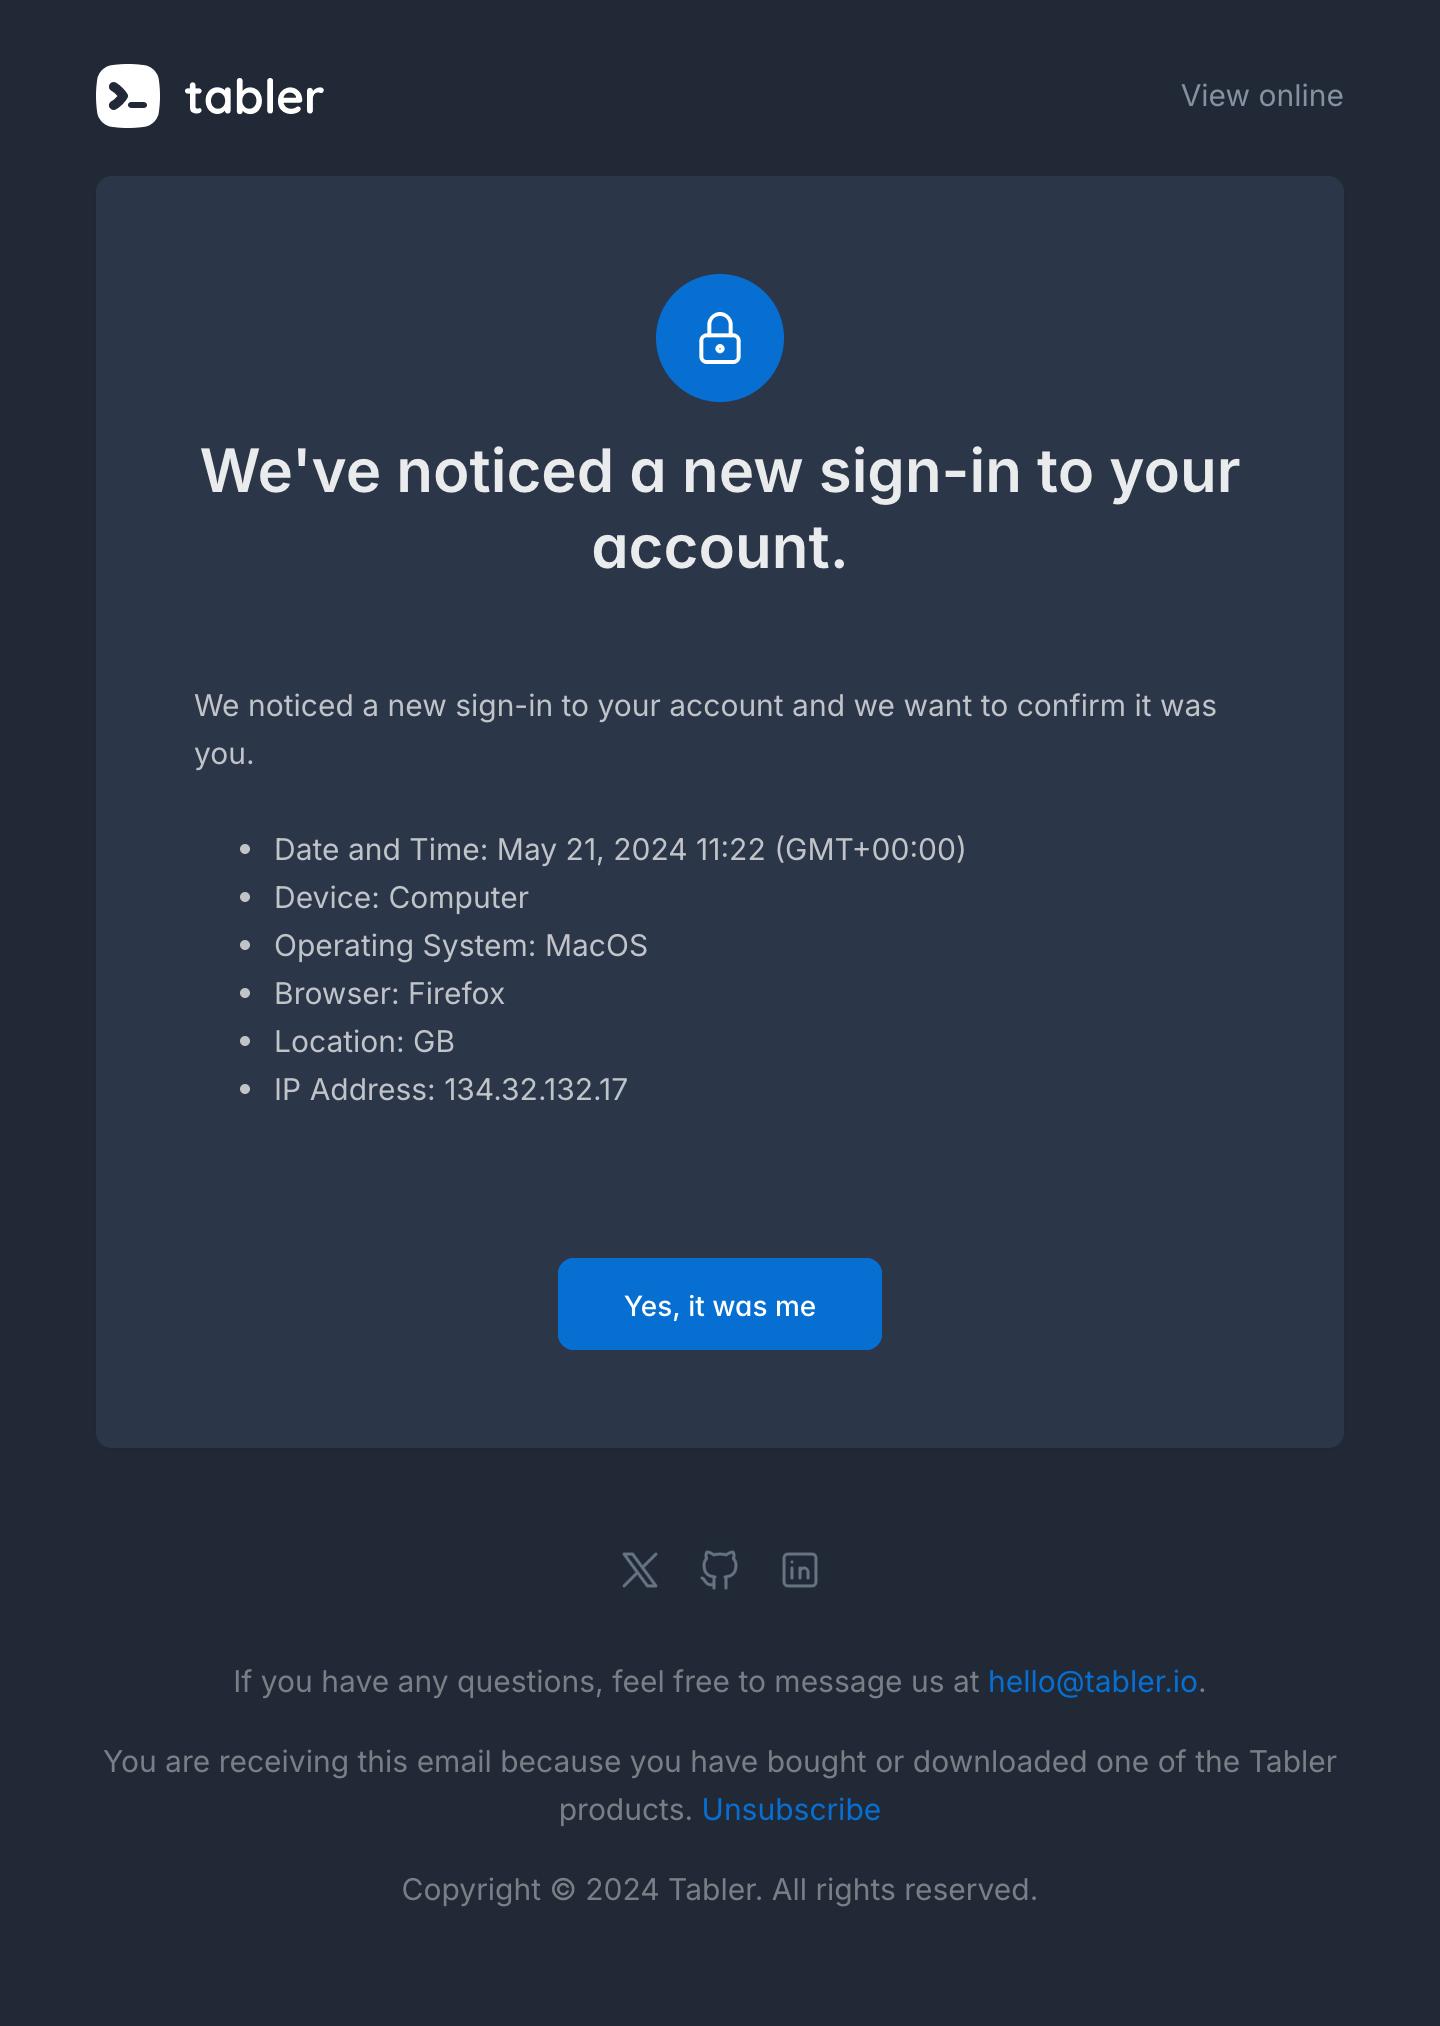 tabler
View online
We've noticed a new sign-in to your
account.
We noticed a new sign-in to your account and we want to confirm it was
you.
• Date and Time: May 21, 2024 11:22 (GMT+00:00)
• Device: Computer
• Operating System: MacOS
• Browser: Firefox
• Location: GB
• IP Address: 134.32.132.17
Yes, it was me
If you have any questions, feel free to message us at hello@tabler.io.
You are receiving this email because you have bought or downloaded one of the Tabler
products. Unsubscribe
Copyright © 2024 Tabler. All rights reserved.